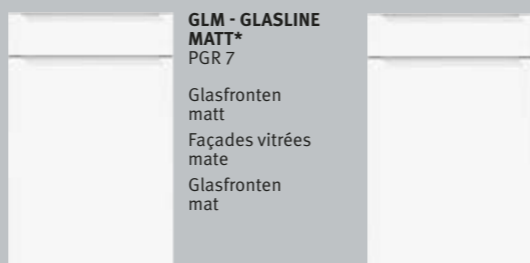 GLM - GLASLINE
MATT*
PGR 7
Glasfronten
matt
Façades vitrées
mate
Glasfronten
mat